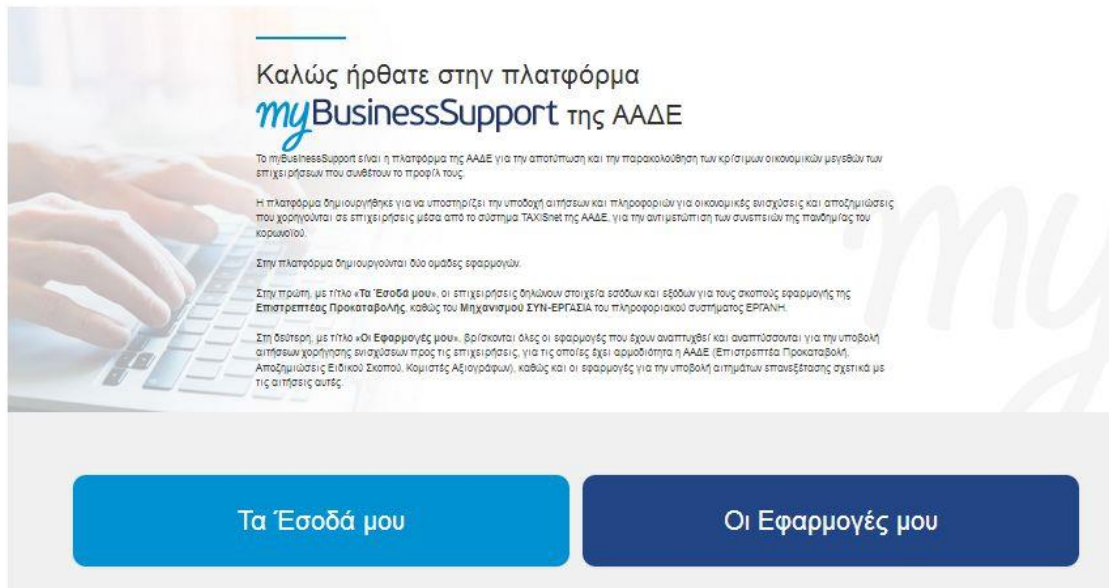 Καλώς ήρθατε στην πλατφόρμα
myBusinessSupport της ΑΑΔΕ
Το myBusinessSupport είναι η πλατφόρμα της ΑΑΔΕ για την αποτύπωση και την παρακολούθηση των κρίσιμων οικονομικών μεγεθών των
επιχειρήσεων που συνθέτουν το προφίλ τους.
Η πλατφόρμα δημιουργήθηκε για να υποστηρίζει την υποδοχή αιτήσεων και πληροφοριών για οικονομικές ενισχύσεις και αποζημιώσεις
που χορηγούνται σε επιχειρήσεις μέσα από το σύστημα TAXISnet της ΑΑΔΕ, για την αντιμετώπιση των συνεπειών της πανδημίας του
κορωνοϊού.
Στην πλατφόρμα δημιουργούνται δύο ομάδες εφαρμογών.
Στην πρώτη, με τίτλο «Τα Έσοδά μου», οι επιχειρήσεις δηλώνουν στοιχεία εσόδων και εξόδων για τους σκοπούς εφαρμογής της
Επιστρεπτέας Προκαταβολής, καθώς του Μηχανισμού ΣΥΝ-ΕΡΓΑΣΙΑ του πληροφοριακού συστήματος ΕΡΓΑΝΗ.
Στη δεύτερη, με τίτλο «Οι Εφαρμογές μου», βρίσκονται όλες οι εφαρμογές που έχουν αναπτυχθεί και αναπτύσσονται για την υποβολή
αιτήσεων χορήγησης ενισχύσεων προς τις επιχειρήσεις, για τις οποίες έχει αρμοδιότητα η ΑΑΔΕ (Επιστρεπτέα Προκαταβολή,
Αποζημιώσεις Ειδικού Σκοπού, Κομιστές Αξιογράφων), καθώς και οι εφαρμογές για την υποβολή αιτημάτων επανεξέτασης σχετικά με
τις αιτήσεις αυτές.
my
Τα Έσοδά μου
Οι Εφαρμογές μου